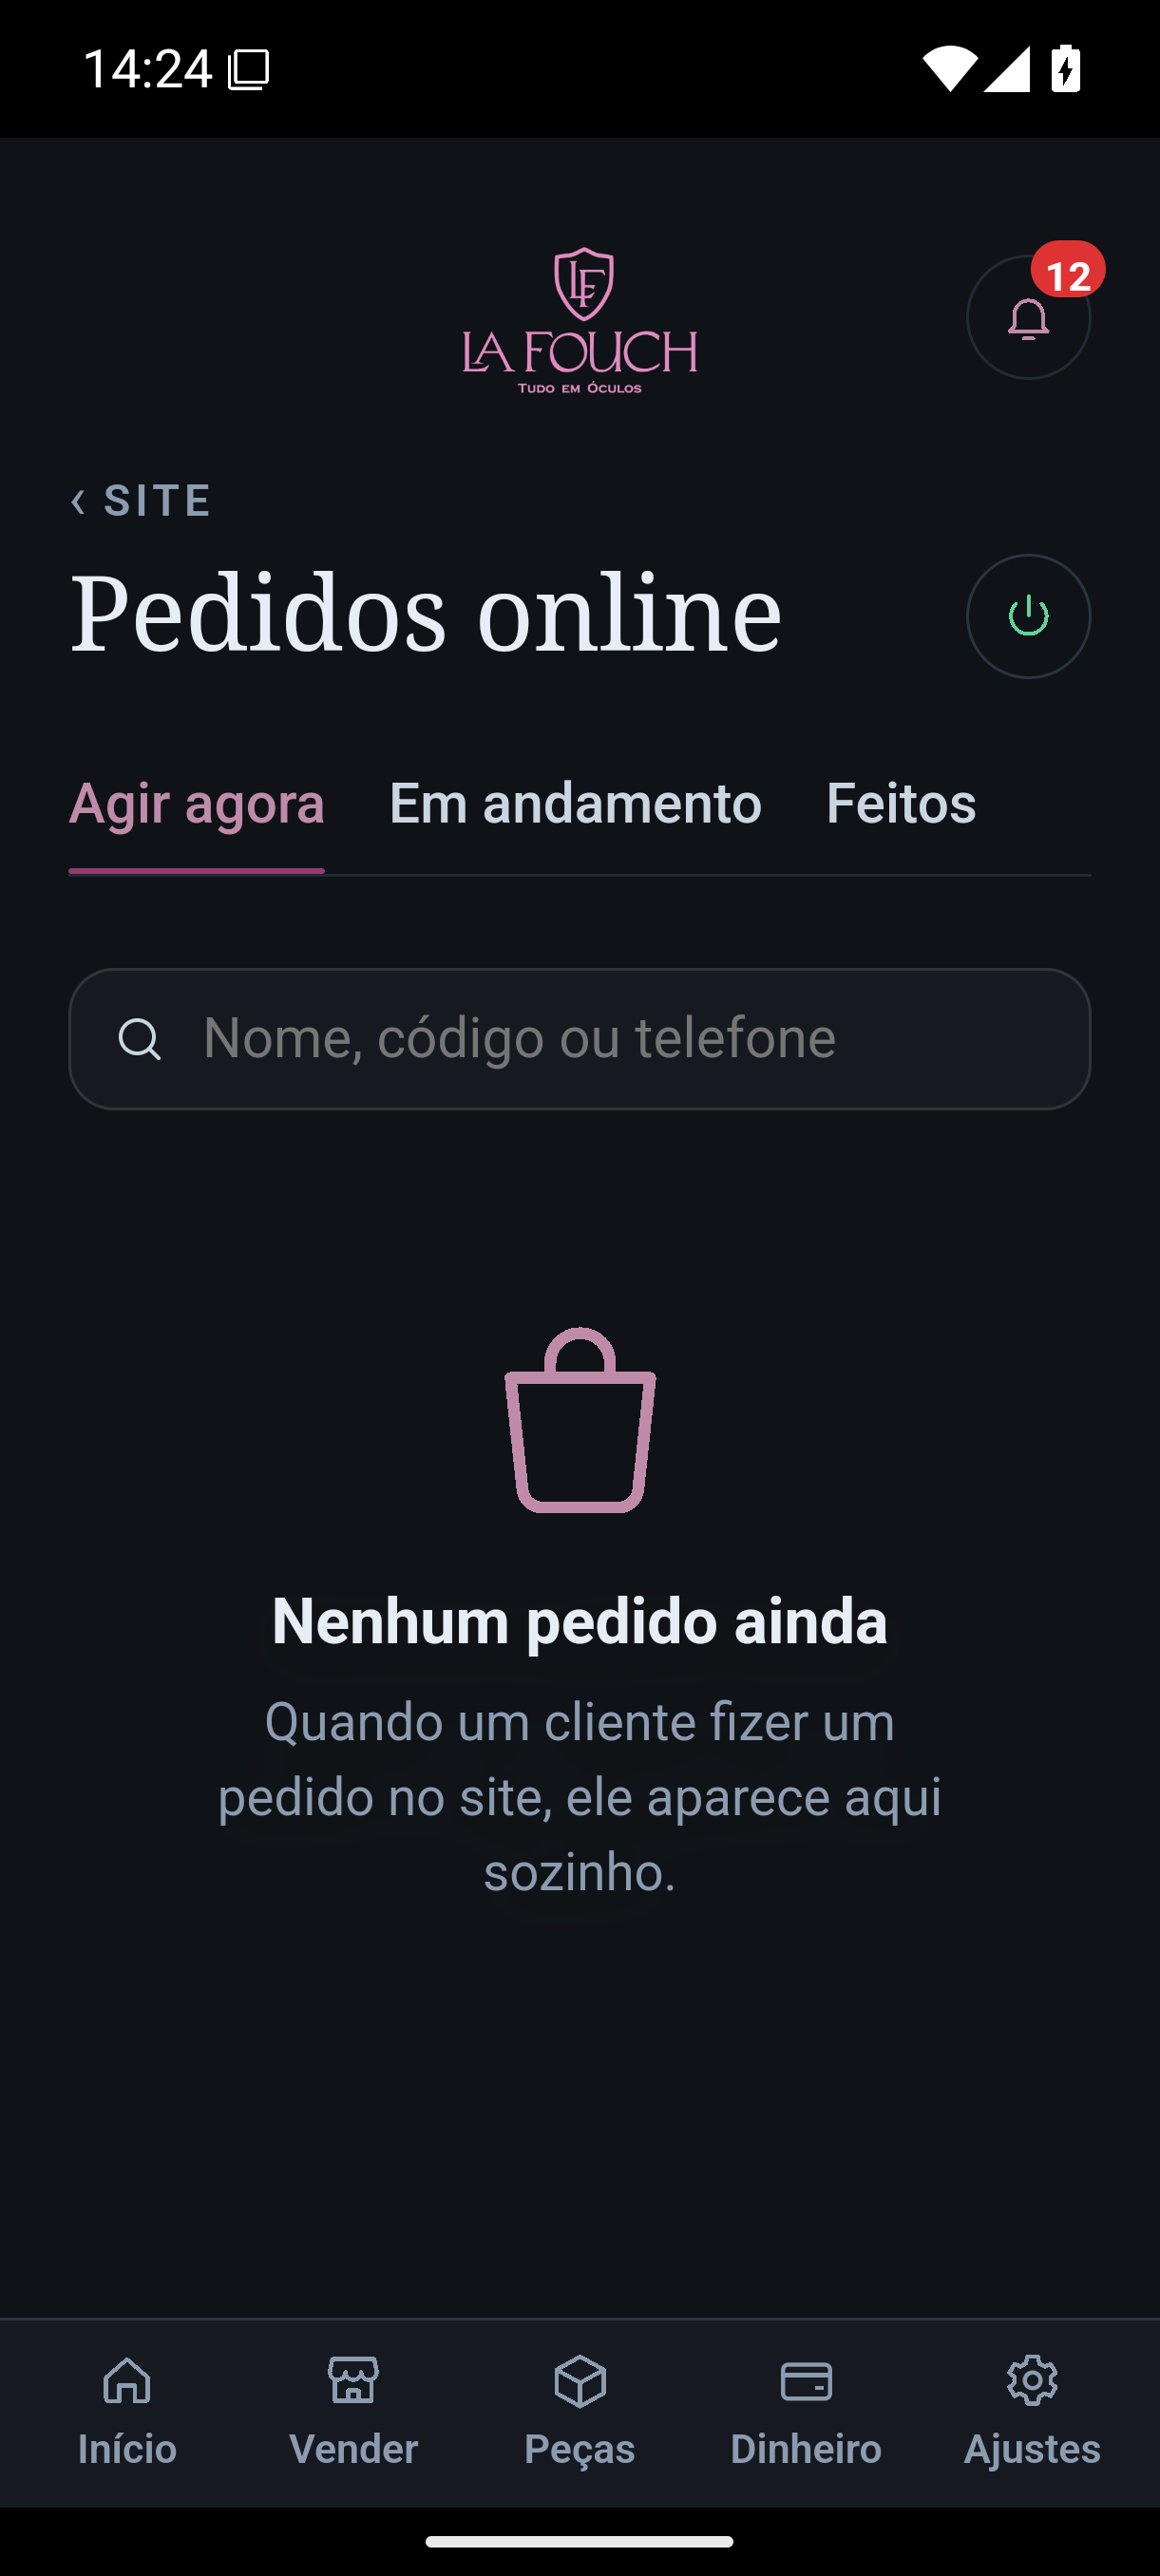 14:24
12
LF
LA FOUCH
TUDO EM ÓCULOS
‹ SITE
Pedidos online
Agir agora
Em andamento
Feitos
Nome, código ou telefone
Nenhum pedido ainda
Quando um cliente fizer um
pedido no site, ele aparece aqui
sozinho.
Início
Vender
Peças
Dinheiro
Ajustes